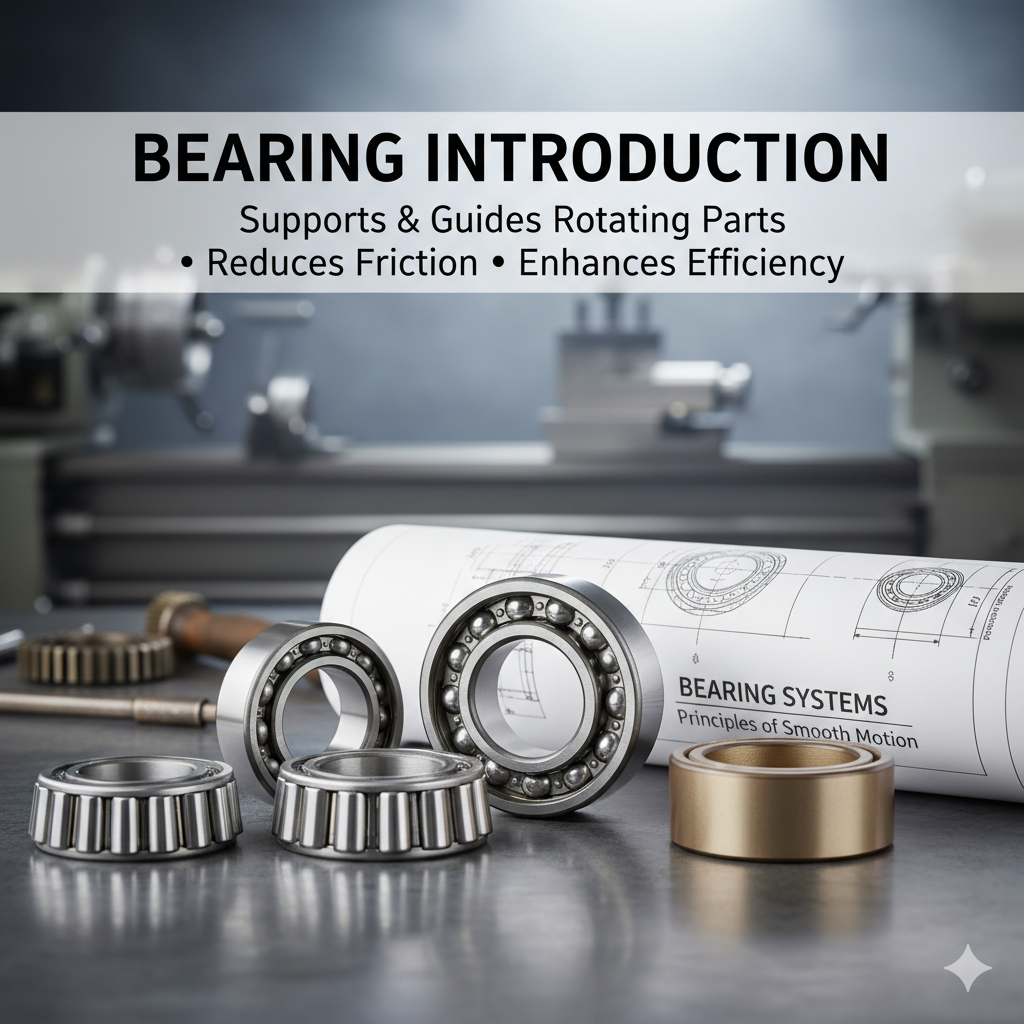 BEARING INTRODUCTION
Supports & Guides Rotating Parts
• Reduces Friction • Enhances Efficiency
BEARING SYSTEMS
Principles of Smooth Motion